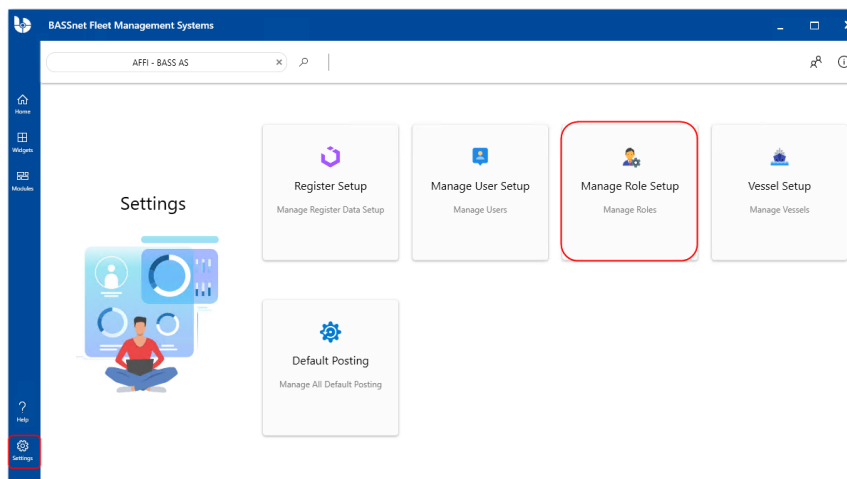 BASSnet Fleet Management Systems
AFFI - BASS AS
Home
Widgets
Modules
Settings
Register Setup
Manage Register Data Setup
Manage User Setup
Manage Users
Manage Role Setup
Manage Roles
Vessel Setup
Manage Vessels
Default Posting
Manage All Default Posting
Help
Settings